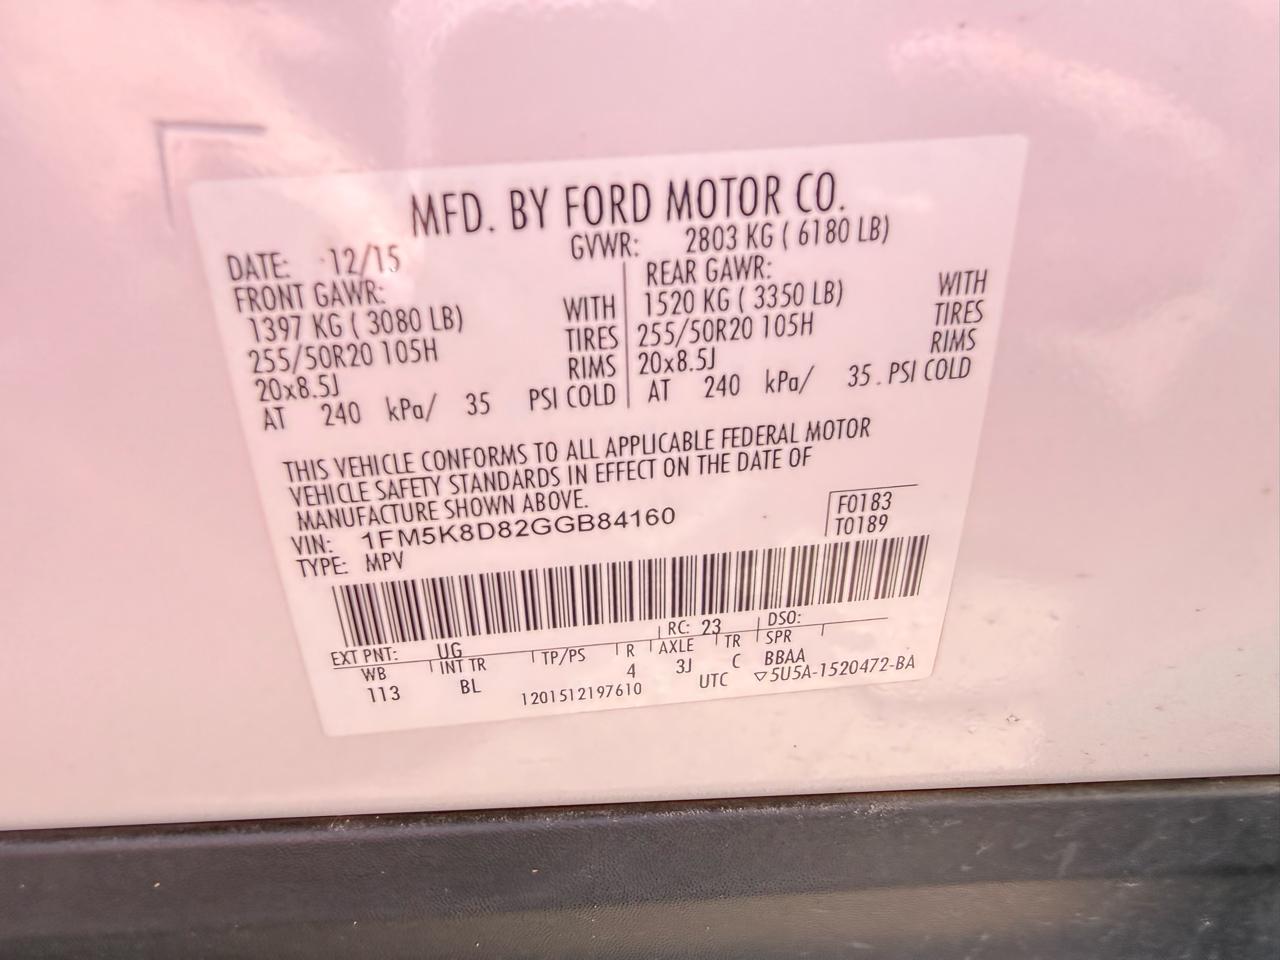 MFD. BY FORD MOTOR CO.
DATE: 12/15 GVWR: 2803 KG ( 6180 LB)
FRONT GAWR: REAR GAWR:
1397 KG ( 3080 LB) WITH 1520 KG ( 3350 LB) WITH
255/50R20 105H TIRES 255/50R20 105H TIRES
20x8.5J RIMS 20x8.5J RIMS
AT 240 kPa/ 35 PSI COLD AT 240 kPa/ 35 PSI COLD
THIS VEHICLE CONFORMS TO ALL APPLICABLE FEDERAL MOTOR
VEHICLE SAFETY STANDARDS IN EFFECT ON THE DATE OF
MANUFACTURE SHOWN ABOVE.
VIN: 1FM5K8D82GGB84160 F0183
TYPE: MPV T0189
EXT PNT: UG RC: 23 DSO:
WB INT TR TP/PS R AXLE TR SPR
113 BL 4 3J C BBAA
1201512197610 UTC ▽5U5A-1520472-BA